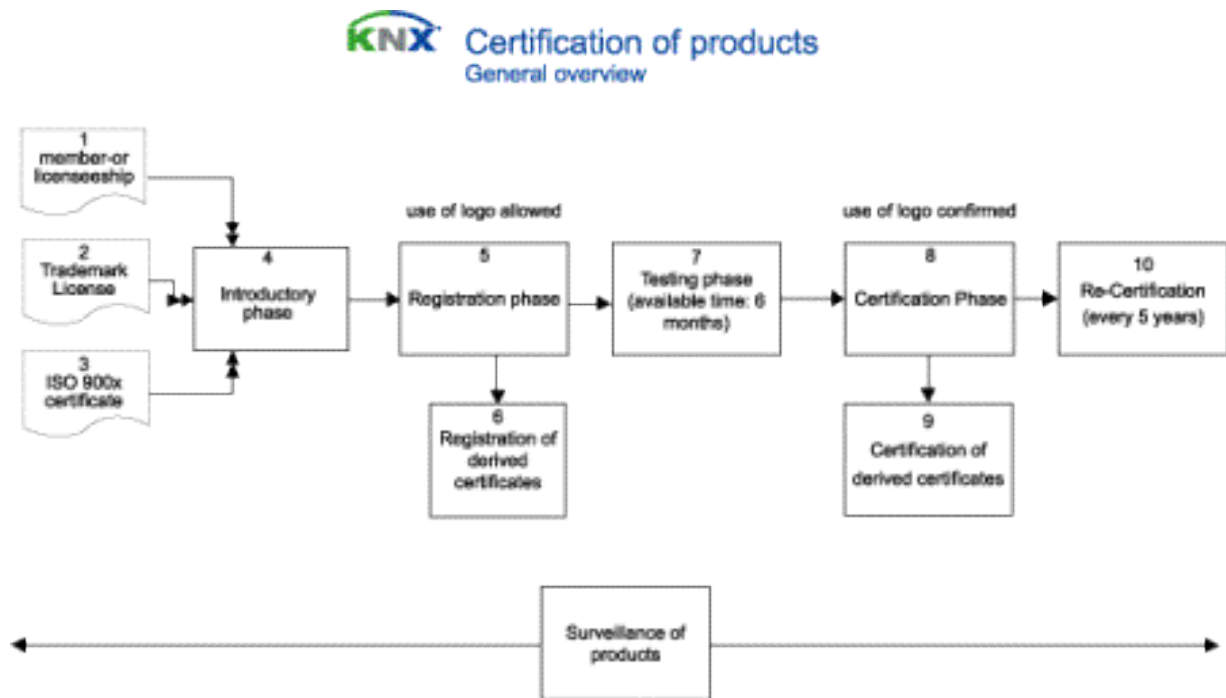 KNX Certification of products
General overview
1
member-or
licenseeship
2
Trademark
License
3
ISO 900x
certificate
4
Introductory
phase
use of logo allowed
5
Registration phase
6
Registration of
derived
certificates
7
Testing phase
(available time: 6
months)
use of logo confirmed
8
Certification Phase
9
Certification of
derived certificates
10
Re-Certification
(every 5 years)
Surveillance of
products